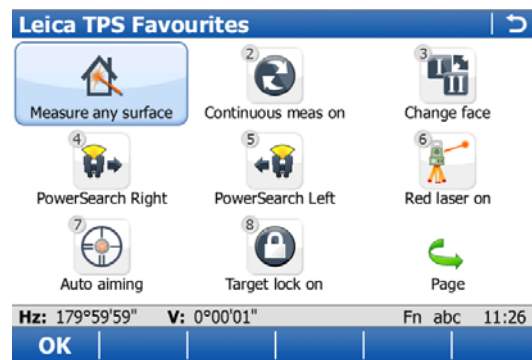 Leica TPS Favourites
2 3
Measure any surface Continuous meas on Change face
4 5 6
PowerSearch Right PowerSearch Left Red laser on
7 8
Auto aiming Target lock on Page
Hz: 179°59'59" V: 0°00'01" Fn abc 11:26
OK